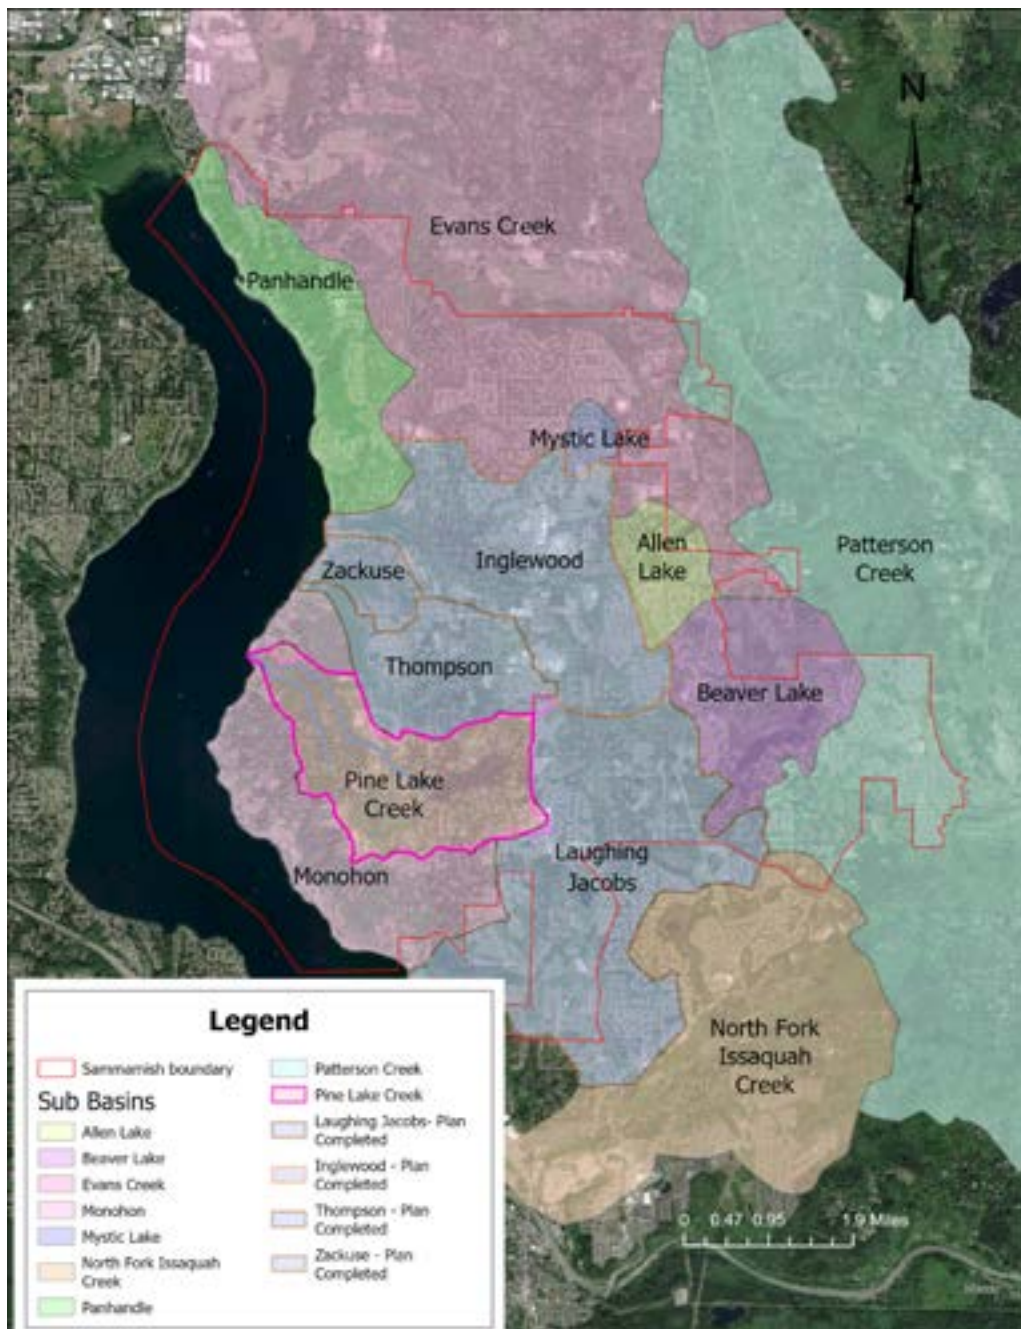 N
Evans Creek
Panhandle
Mystic Lake
Allen
Lake
Patterson
Creek
Inglewood
Zackuse
Thompson
Beaver Lake
Pine Lake
Creek
Laughing
Jacobs
Monohon
North Fork
Issaquah
Creek
Legend
Sammamish boundary
Sub Basins
Allen Lake
Beaver Lake
Evans Creek
Monohon
Mystic Lake
North Fork Issaquah
Creek
Panhandle
Patterson Creek
Pine Lake Creek
Laughing Jacobs- Plan
Completed
Inglewood - Plan
Completed
Thompson - Plan
Completed
Zackuse - Plan
Completed
0 0.47 0.95 1.9 Miles